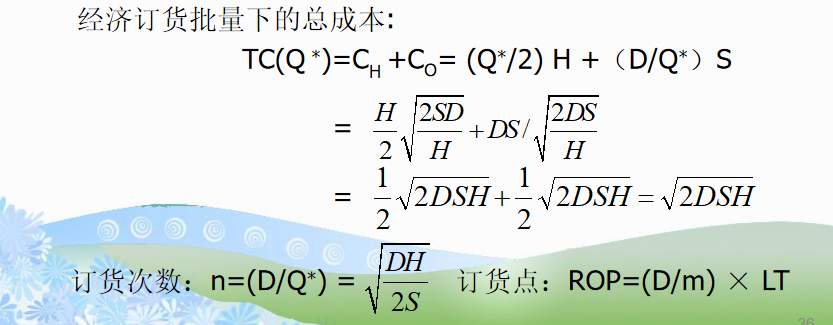 经济订货批量下的总成本:
TC(Q*)=C_H +C_O= (Q*/2) H +（D/Q*）S
= \frac{H}{2}\sqrt{\frac{2SD}{H}}+DS/\sqrt{\frac{2DS}{H}}
= \frac{1}{2}\sqrt{2DSH}+\frac{1}{2}\sqrt{2DSH}=\sqrt{2DSH}
订货次数：n=(D/Q*) = \sqrt{\frac{DH}{2S}} 订货点：ROP=(D/m) × LT
36